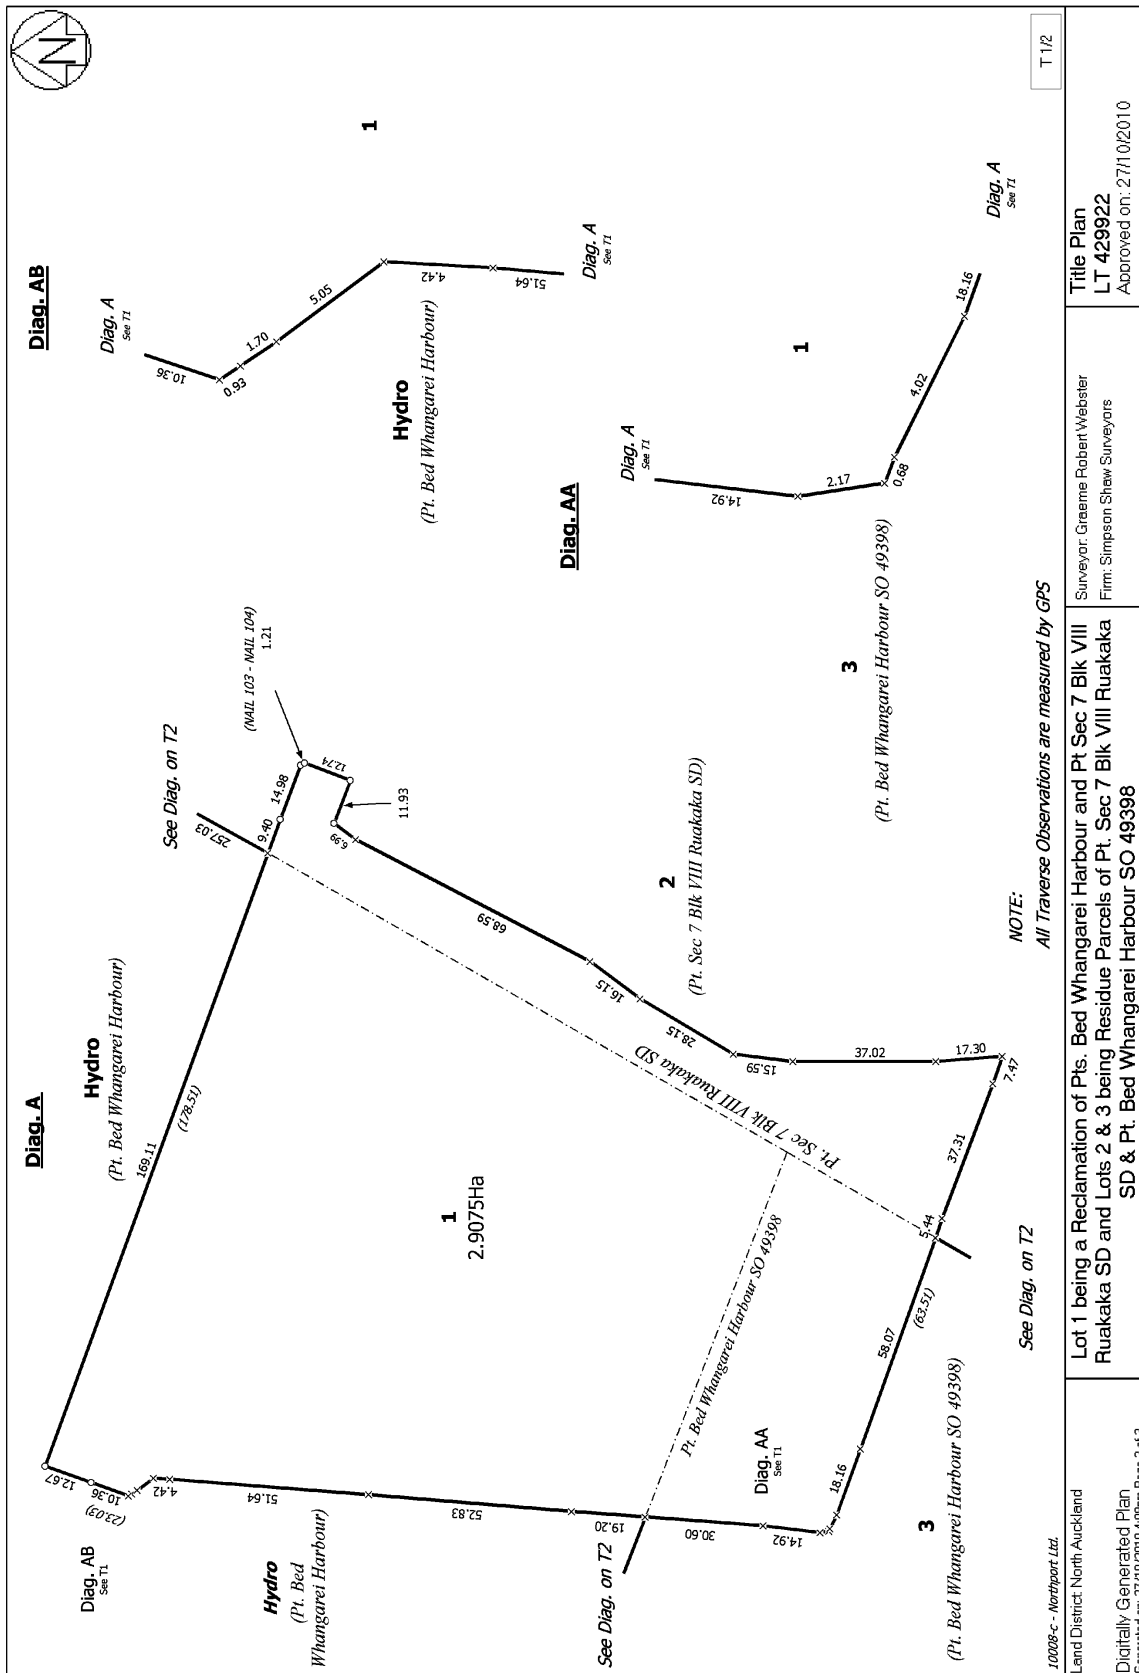 N
Diag. A
Hydro
(Pt. Bed Whangarei Harbour)
169.11
(178.51)
See Diag. on T2
257.03
9.40
14.98
(NAIL 103 - NAIL 104)
1.21
12.74
11.93
6.99
68.59
16.15
28.15
15.59
37.02
17.30
7.47
37.31
5.44
(63.51)
58.07
18.16
14.92
30.60
19.20
52.83
51.64
4.42
10.36
(23.03)
12.67
Diag. AB
See T1
Hydro
(Pt. Bed
Whangarei Harbour)
See Diag. on T2
1
2.9075Ha
Pt. Sec 7 Blk VIII Ruakaka SD
Pt. Bed Whangarei Harbour SO 49398
Diag. AA
See T1
2
(Pt. Sec 7 Blk VIII Ruakaka SD)
3
(Pt. Bed Whangarei Harbour SO 49398)
See Diag. on T2
Diag. AB
Diag. A
See T1
10.36
0.93
1.70
5.05
4.42
51.64
Diag. A
See T1
1
Hydro
(Pt. Bed Whangarei Harbour)
Diag. AA
Diag. A
See T1
14.92
2.17
0.68
4.02
18.16
Diag. A
See T1
1
3
(Pt. Bed Whangarei Harbour SO 49398)
NOTE:
All Traverse Observations are measured by GPS
T 1/2
10008-c - Northport Ltd.
Land District: North Auckland
Digitally Generated Plan
Lot 1 being a Reclamation of Pts. Bed Whangarei Harbour and Pt Sec 7 Blk VIII
Ruakaka SD and Lots 2 & 3 being Residue Parcels of Pt. Sec 7 Blk VIII Ruakaka
SD & Pt. Bed Whangarei Harbour SO 49398
Surveyor: Graeme Robert Webster
Firm: Simpson Shaw Surveyors
Title Plan
LT 429922
Approved on: 27/10/2010